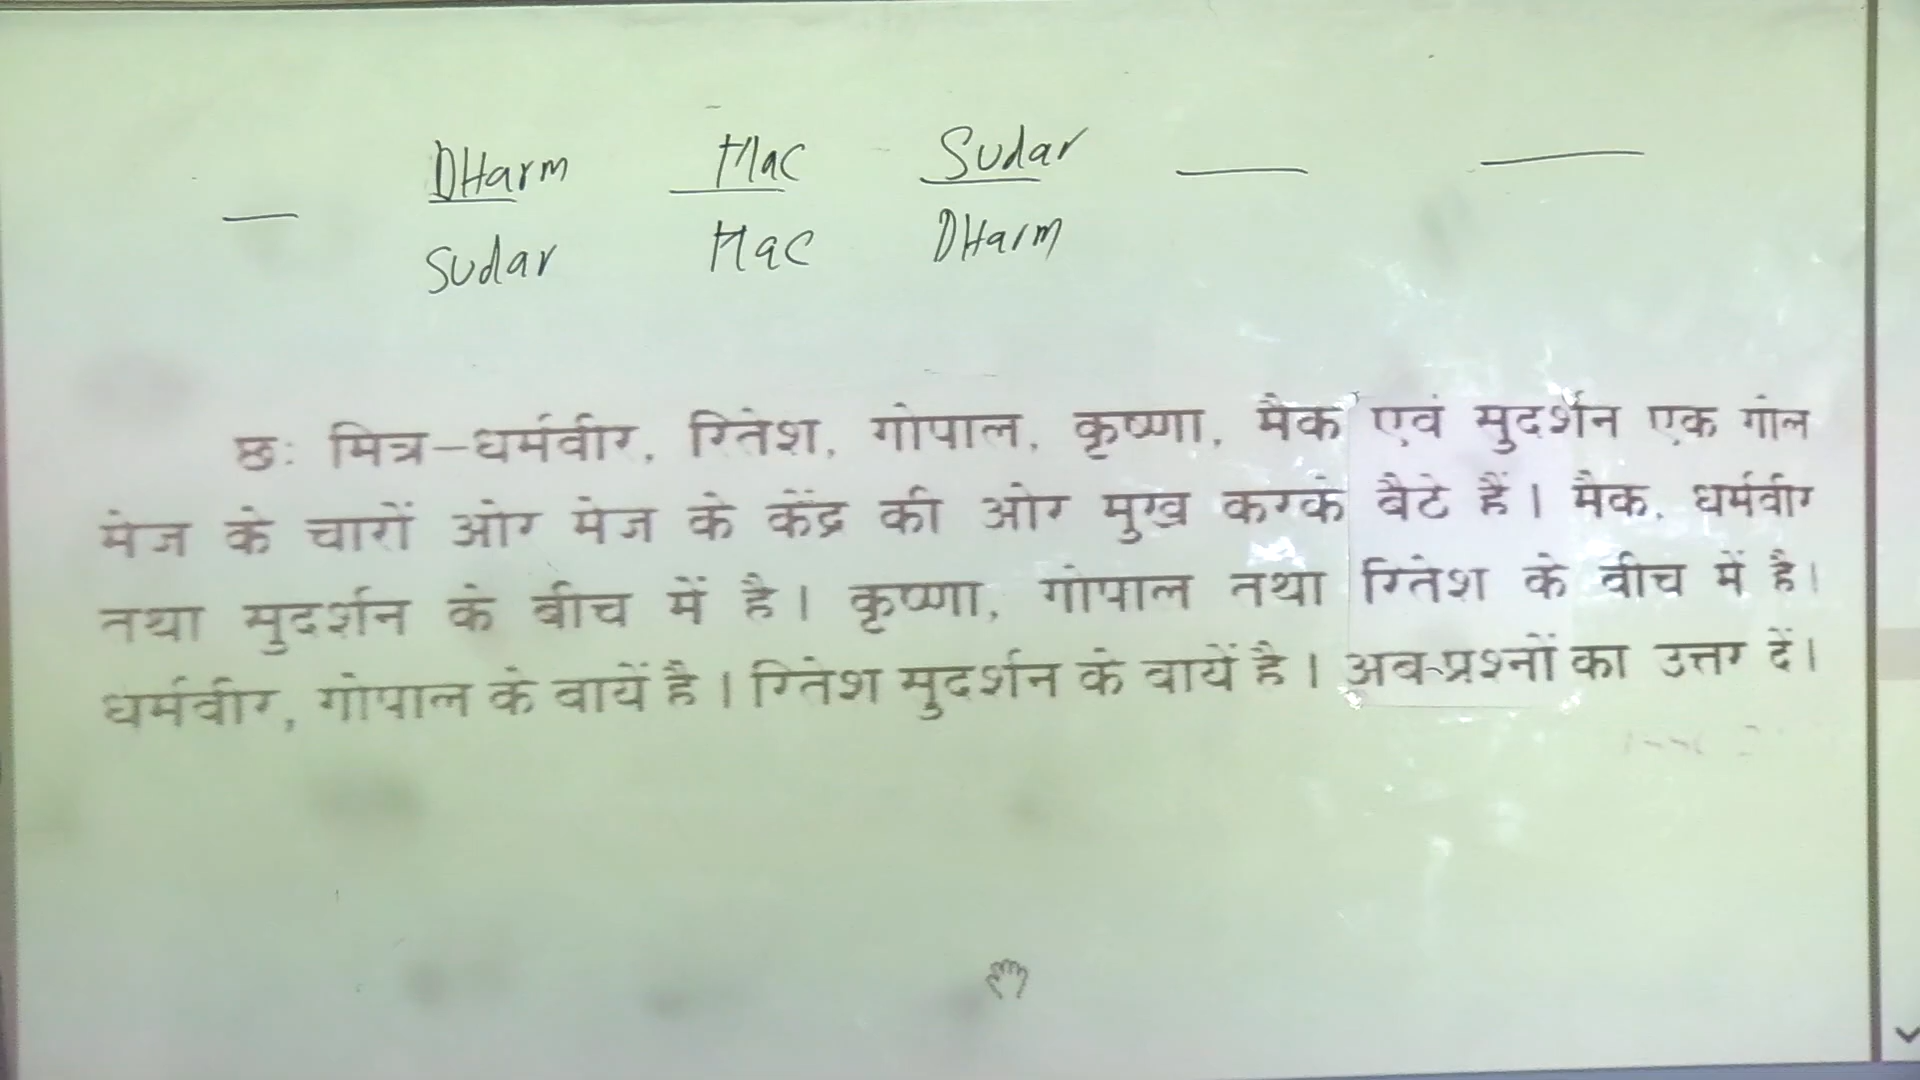 DHarm Mac Sudar
Sudar Mac DHarm
छः मित्र–धर्मवीर, रितेश, गोपाल, कृष्णा, मैक एवं सुदर्शन एक गोल
मेज के चारों ओर मेज के केंद्र की ओर मुख करके बैठे हैं। मैक, धर्मवीर
तथा सुदर्शन के बीच में है। कृष्णा, गोपाल तथा रितेश के बीच में है।
धर्मवीर, गोपाल के बायें है। रितेश सुदर्शन के बायें है। अब प्रश्नों का उत्तर दें।